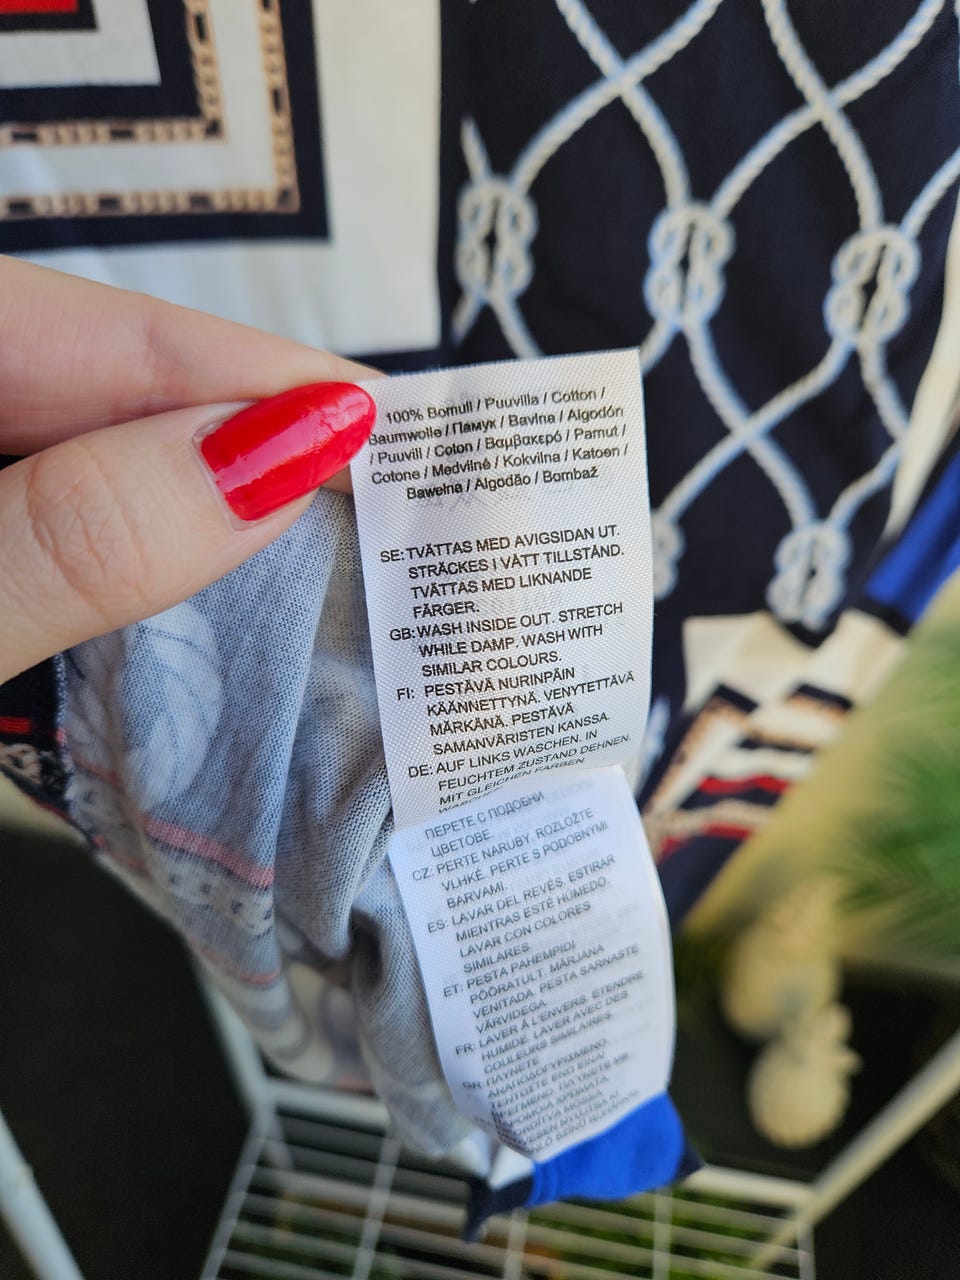 100% Bomull / Puuvilla / Cotton /
Baumwolle / Памук / Bavlna / Algodón
/ Puuvill / Coton / Βαμβακερό / Pamut /
Cotone / Medvilnė / Kokvilna / Katoen /
Bawełna / Algodão / Bombaž
SE: TVÄTTAS MED AVIGSIDAN UT.
STRÄCKES I VÅTT TILLSTÅND.
TVÄTTAS MED LIKNANDE
FÄRGER.
GB: WASH INSIDE OUT. STRETCH
WHILE DAMP. WASH WITH
SIMILAR COLOURS.
FI: PESTÄVÄ NURINPÄIN
KÄÄNNETTYNÄ. VENYTETTÄVÄ
MÄRKÄNÄ. PESTÄVÄ
SAMANVÄRISTEN KANSSA.
DE: AUF LINKS WASCHEN. IN
FEUCHTEM ZUSTAND DEHNEN.
MIT GLEICHEN FARBEN
ПЕРЕТЕ С ПОДОБНИ
ЦВЕТОВЕ.
CZ: PERTE NARUBY, ROZLOŽTE
VLHKÉ, PERTE S PODOBNÝMI
BARVAMI.
ES: LAVAR DEL REVÉS, ESTIRAR
MIENTRAS ESTÉ HÚMEDO.
LAVAR CON COLORES
SIMILARES.
ET: PESTA PAHEMPIDI
PÖÖRATULT. MÄRJANA
VENITADA. PESTA SARNASTE
VÄRVIDEGA.
FR: LAVER À L'ENVERS, ÉTENDRE
HUMIDE, LAVER AVEC DES
COULEURS SIMILAIRES.
GR: ΠΛΥΝΕΤΕ